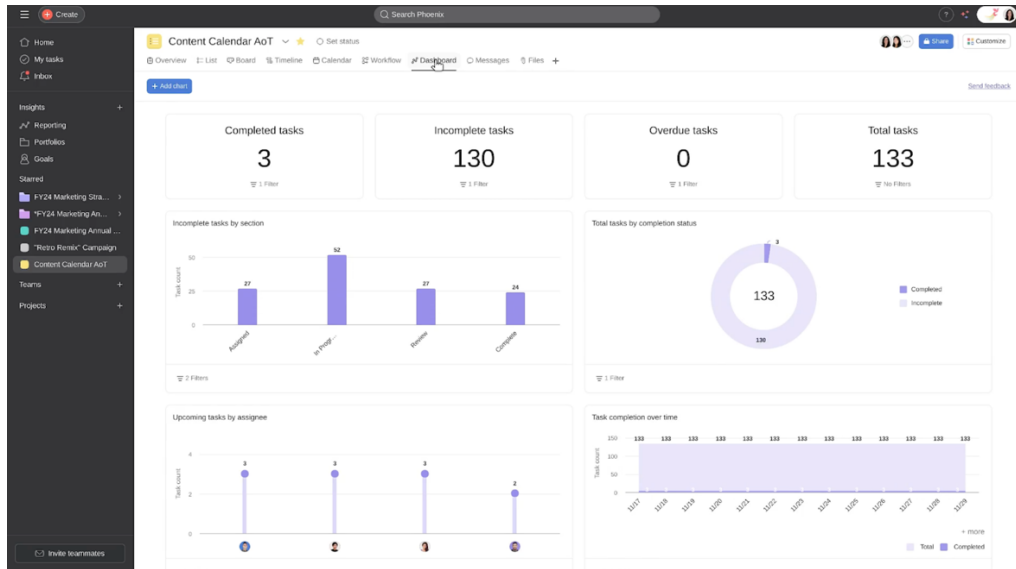 Create
Search Phoenix
?
Home
My tasks
Inbox
Insights +
Reporting
Portfolios
Goals
Starred
FY24 Marketing Stra...
*FY24 Marketing An...
FY24 Marketing Annual ...
"Retro Remix" Campaign
Content Calendar AoT
Teams +
Projects +
Invite teammates
Content Calendar AoT
Set status
Share
Customize
Overview List Board Timeline Calendar Workflow Dashboard Messages Files +
+ Add chart
Send feedback
Completed tasks
3
1 Filter
Incomplete tasks
130
1 Filter
Overdue tasks
0
1 Filter
Total tasks
133
No Filters
Incomplete tasks by section
Task count
50
25
0
27
52
27
24
Assigned
In Progr...
Review
Complete
2 Filters
Total tasks by completion status
3
133
130
Completed
Incomplete
1 Filter
Upcoming tasks by assignee
Task count
4
2
0
3
3
3
2
Task completion over time
Task count
150
100
50
0
133 133 133 133 133 133 133 133 133 133 133 133 133
11/17 11/18 11/19 11/20 11/21 11/22 11/23 11/24 11/25 11/26 11/27 11/28 11/29
+ more
Total Completed